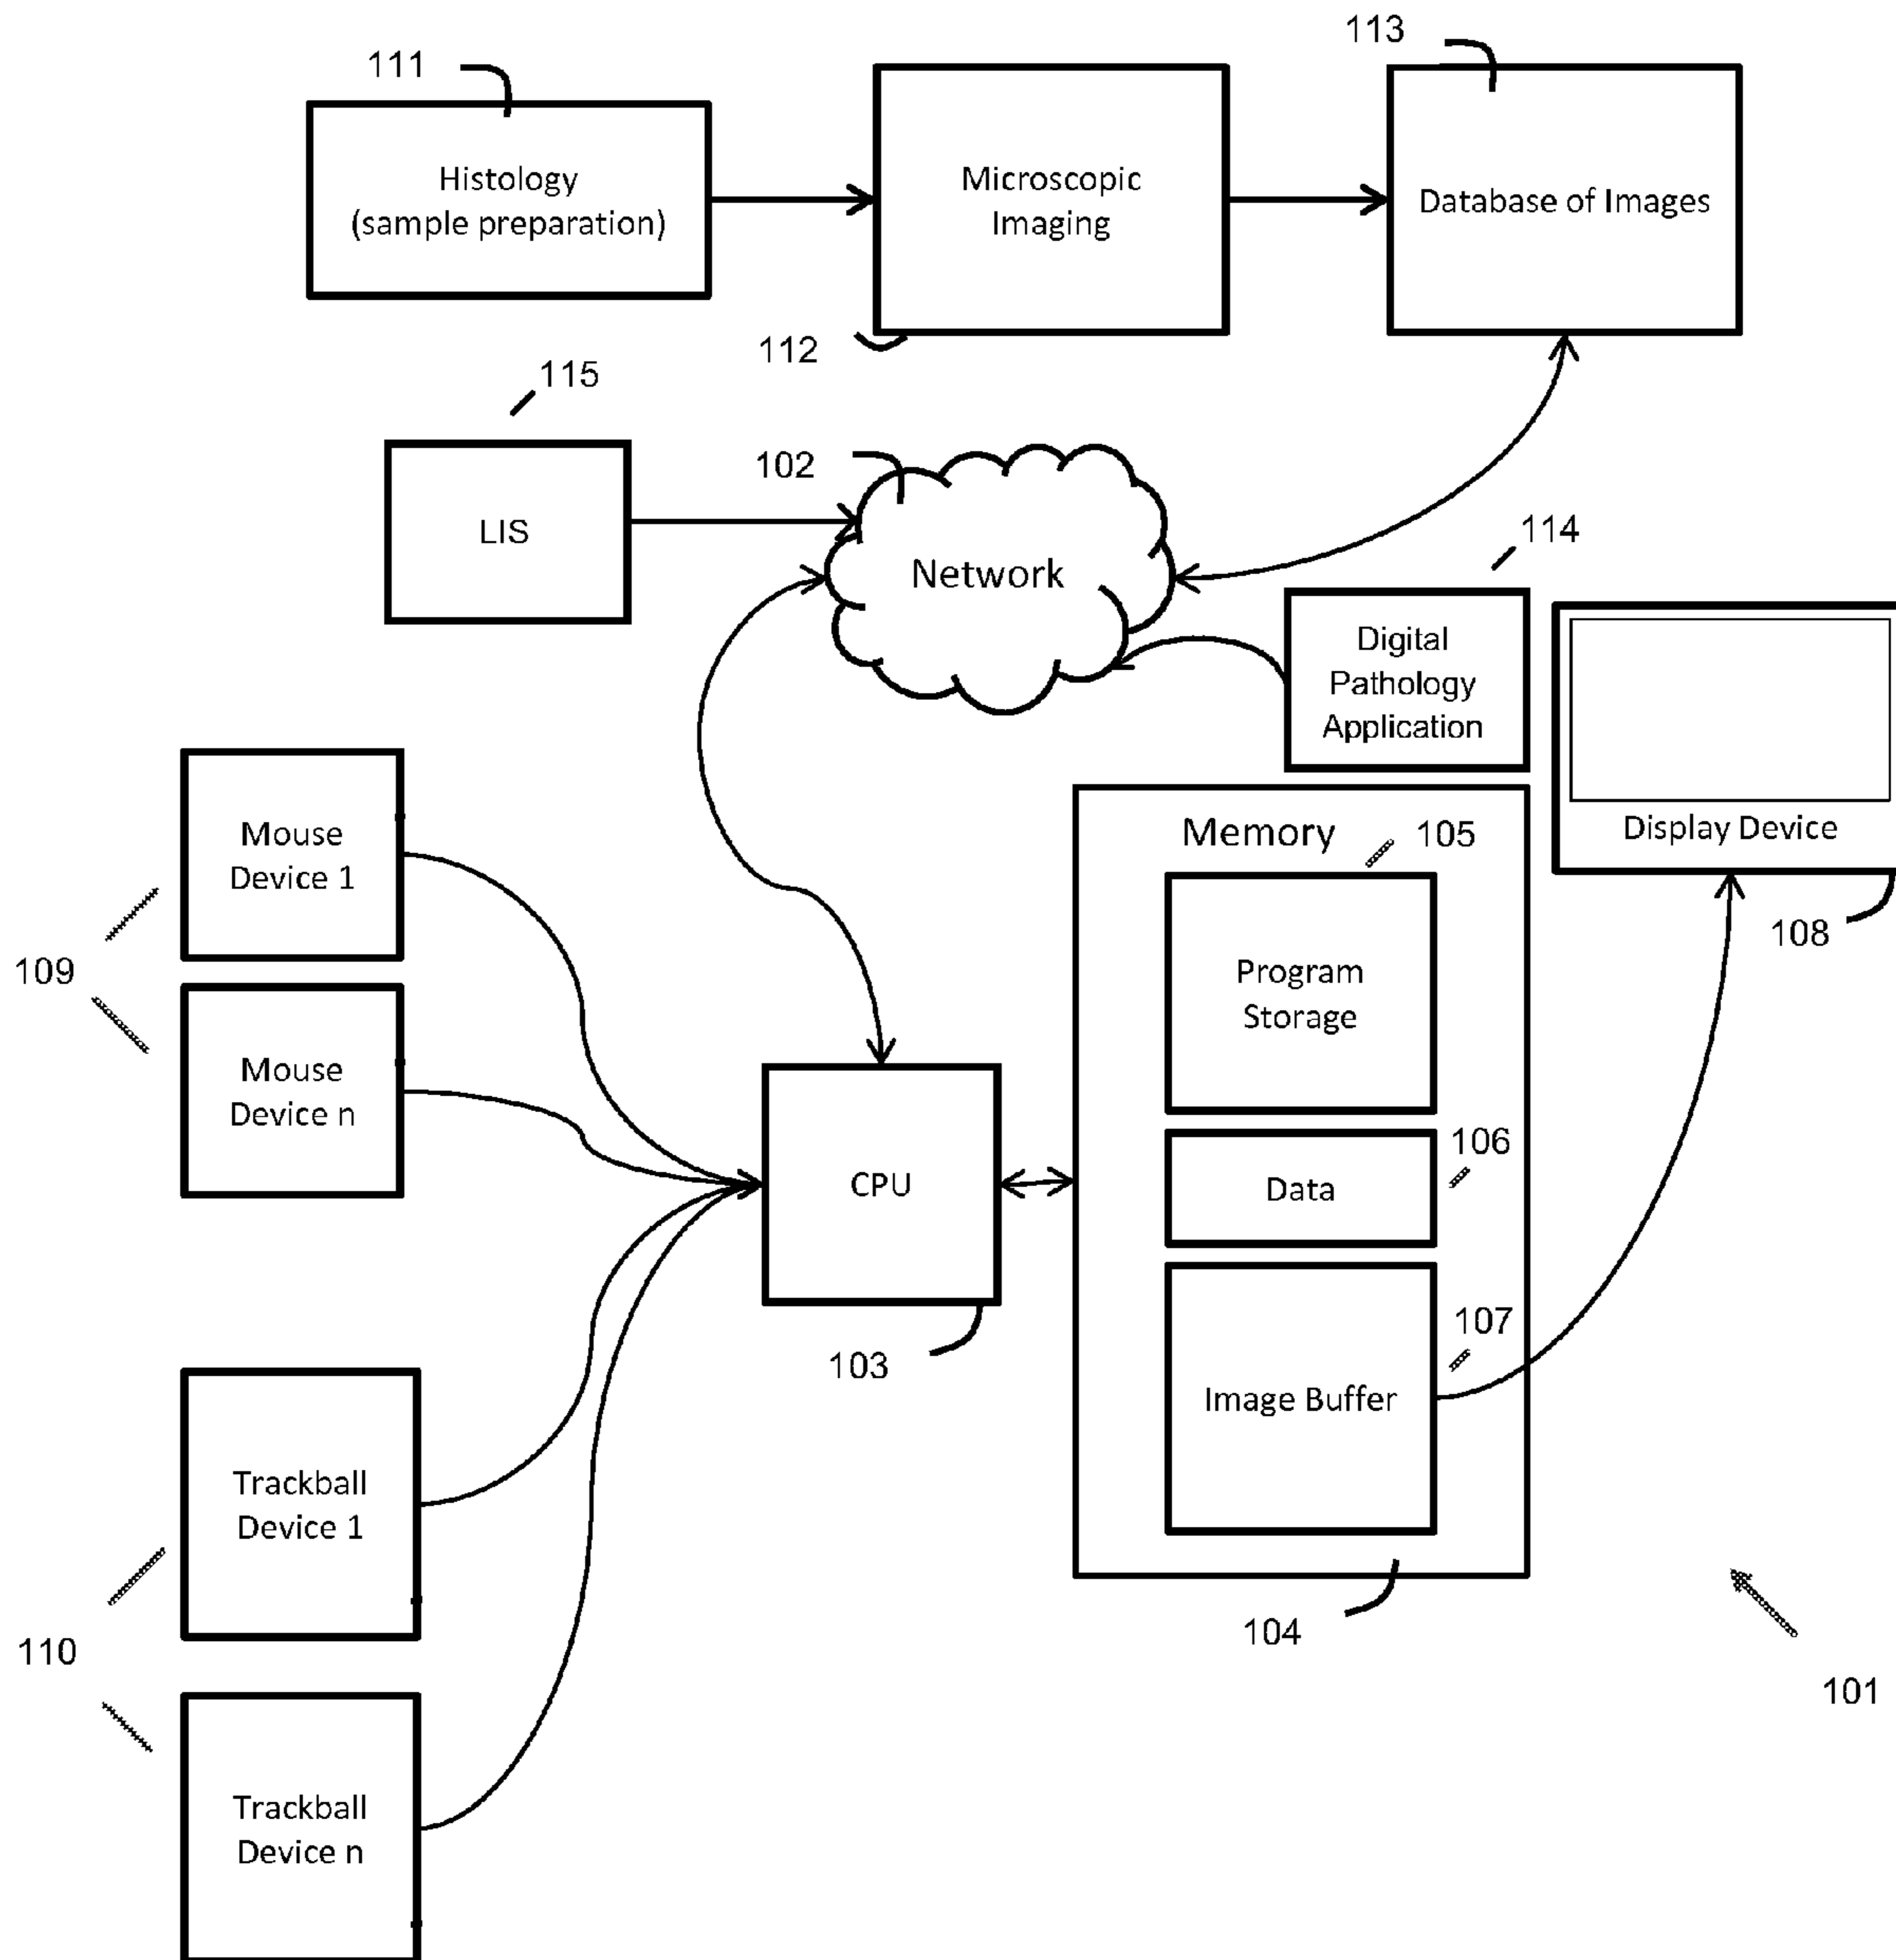 113
111
Histology
(sample preparation)
Microscopic
Imaging
Database of Images
112
115
102
LIS
Network
114
Digital
Pathology
Application
Mouse
Device 1
Memory
105
Display Device
108
109
Program
Storage
Mouse
Device n
CPU
106
Data
107
103
Image Buffer
Trackball
Device 1
104
110
101
Trackball
Device n